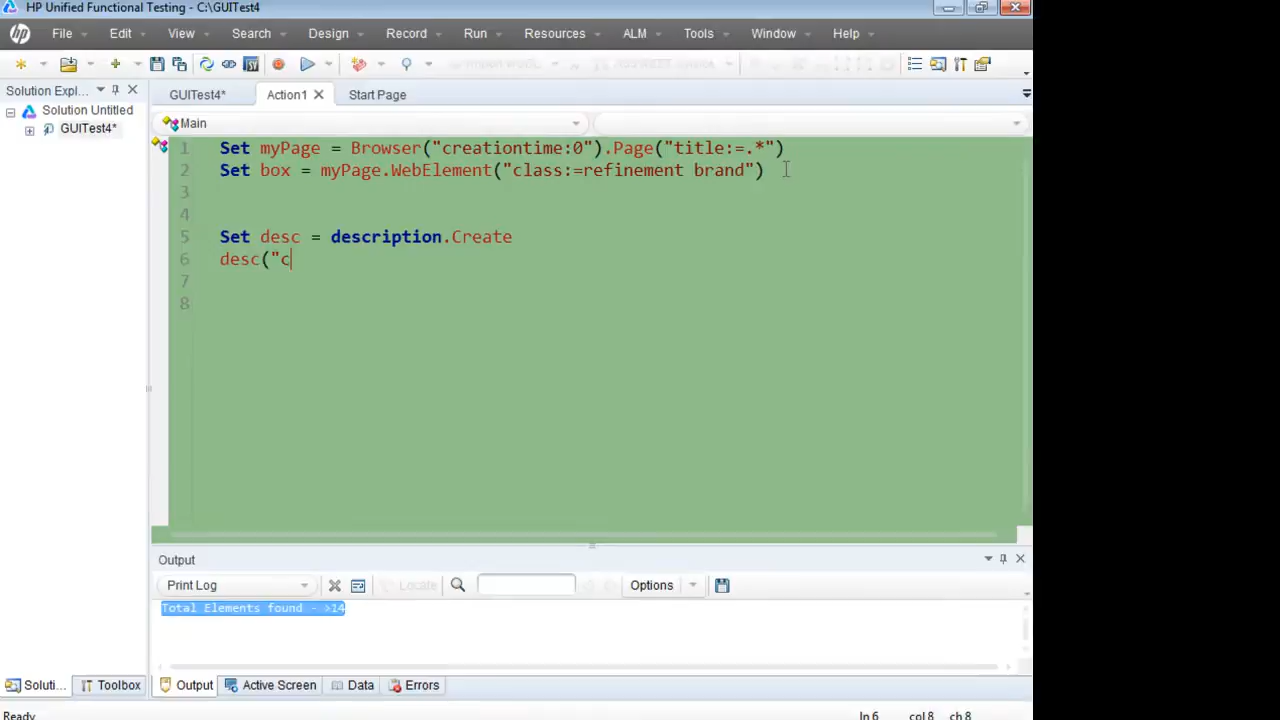 HP Unified Functional Testing - C:\GUITest4
hp File Edit View Search Design Record Run Resources ALM Tools Window Help
Solution Expl...
GUITest4* Action1 Start Page
Solution Untitled
GUITest4*
Main
1 Set myPage = Browser("creationtime:0").Page("title:=.*")
2 Set box = myPage.WebElement("class:=refinement brand")
3
4
5 Set desc = description.Create
6 desc("c
7
8
Output
Print Log Locate Options
Total Elements found - >14
Soluti... Toolbox Output Active Screen Data Errors
Ready ln 6 col 8 ch 8